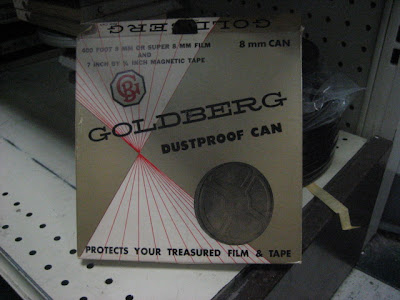 GOLDBERG
400 FOOT 8 MM OR SUPER 8 MM FILM
AND
7 INCH BY ¼ INCH MAGNETIC TAPE
8 mm CAN
GB
GOLDBERG
DUSTPROOF CAN
PROTECTS YOUR TREASURED FILM & TAPE